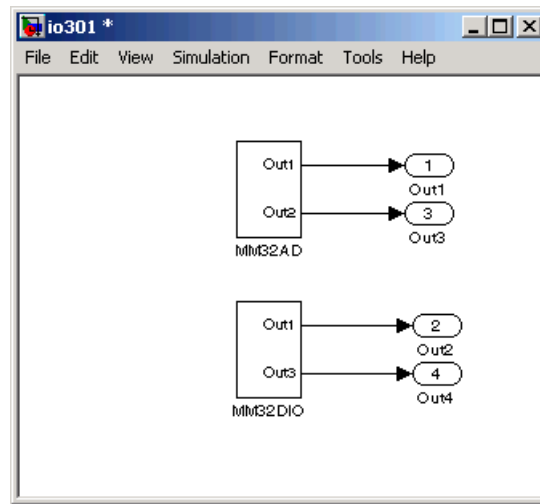 io301 *
File Edit View Simulation Format Tools Help
Out1 1
Out1
Out2 3
Out3
MM32AD
Out1 2
Out2
Out3 4
Out4
MM32DIO